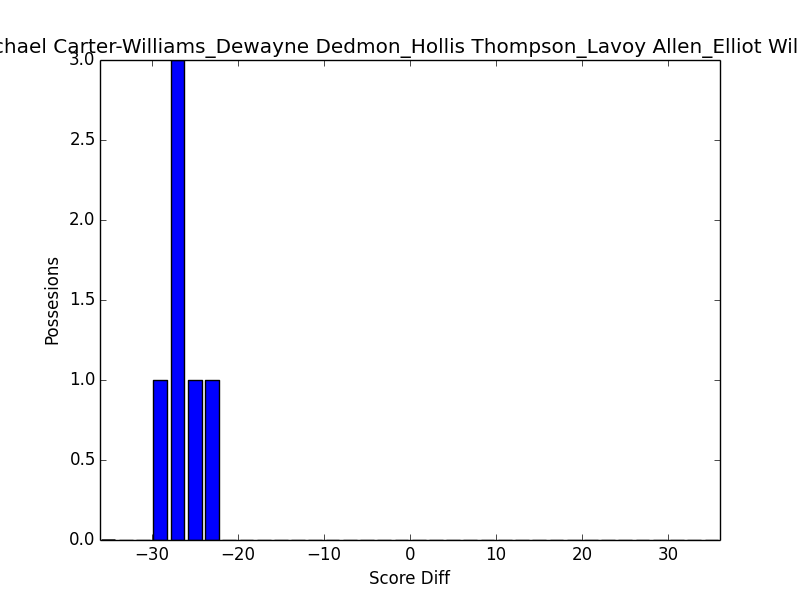 chael Carter-Williams_Dewayne Dedmon_Hollis Thompson_Lavoy Allen_Elliot Wil
3.0
2.5
2.0
1.5
1.0
0.5
0.0
Possesions
−30 −20 −10 0 10 20 30
Score Diff